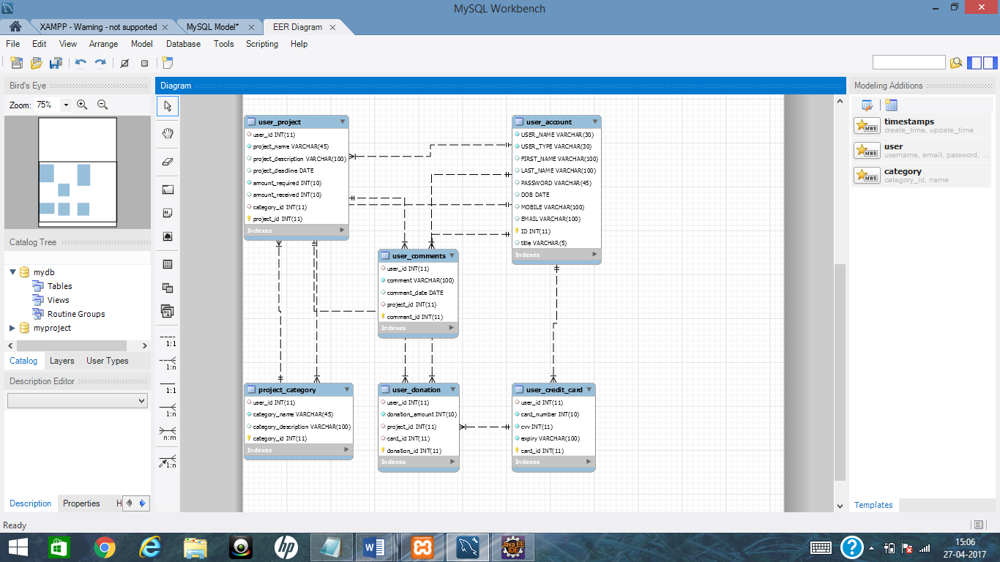 MySQL Workbench
XAMPP - Warning - not supported
MySQL Model*
EER Diagram
File Edit View Arrange Model Database Tools Scripting Help
Bird's Eye
Zoom: 75%
Catalog Tree
mydb
Tables
Views
Routine Groups
myproject
Catalog Layers User Types
Description Editor
Description Properties H
Ready
1:1
1:n
1:1
1:n
n:m
1:n
Diagram
user_project
user_id INT(11)
project_name VARCHAR(45)
project_description VARCHAR(100)
project_deadline DATE
amount_required INT(10)
amount_received INT(10)
category_id INT(11)
project_id INT(11)
Indexes
user_account
USER_NAME VARCHAR(30)
USER_TYPE VARCHAR(30)
FIRST_NAME VARCHAR(100)
LAST_NAME VARCHAR(100)
PASSWORD VARCHAR(45)
DOB DATE
MOBILE VARCHAR(100)
EMAIL VARCHAR(100)
ID INT(11)
title VARCHAR(5)
Indexes
user_comments
user_id INT(11)
comment VARCHAR(100)
comment_date DATE
project_id INT(11)
comment_id INT(11)
Indexes
project_category
user_id INT(11)
category_name VARCHAR(45)
category_description VARCHAR(100)
category_id INT(11)
Indexes
user_donation
user_id INT(11)
donation_amount INT(10)
project_id INT(11)
card_id INT(11)
donation_id INT(11)
Indexes
user_credit_card
user_id INT(11)
card_number INT(10)
cvv INT(11)
expiry VARCHAR(100)
card_id INT(11)
Indexes
Modeling Additions
MWB
timestamps
create_time, update_time
MWB
user
username, email, password, ...
MWB
category
category_id, name
Templates
hp
W
Java EE
IDE
?
15:06
27-04-2017